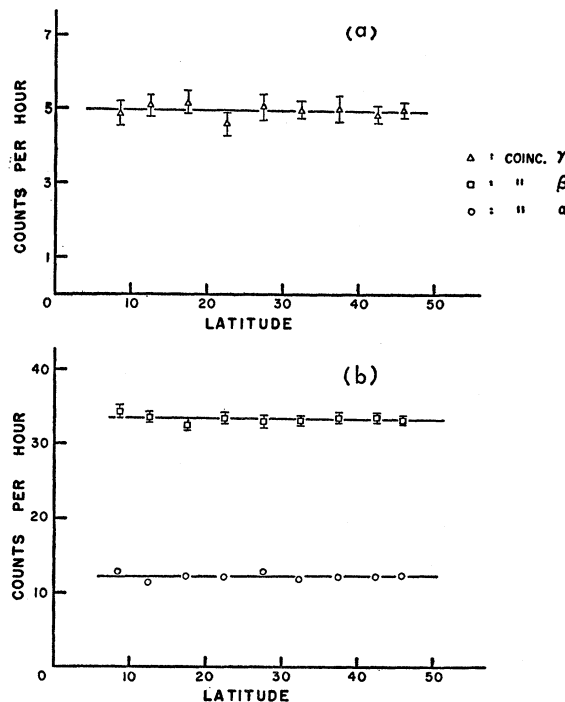 (a)
7
5
3
1
0
10
20
30
40
50
COUNTS PER HOUR
LATITUDE
△ : COINC. γ
□ : " β
○ : " α
(b)
40
30
20
10
0
10
20
30
40
50
COUNTS PER HOUR
LATITUDE